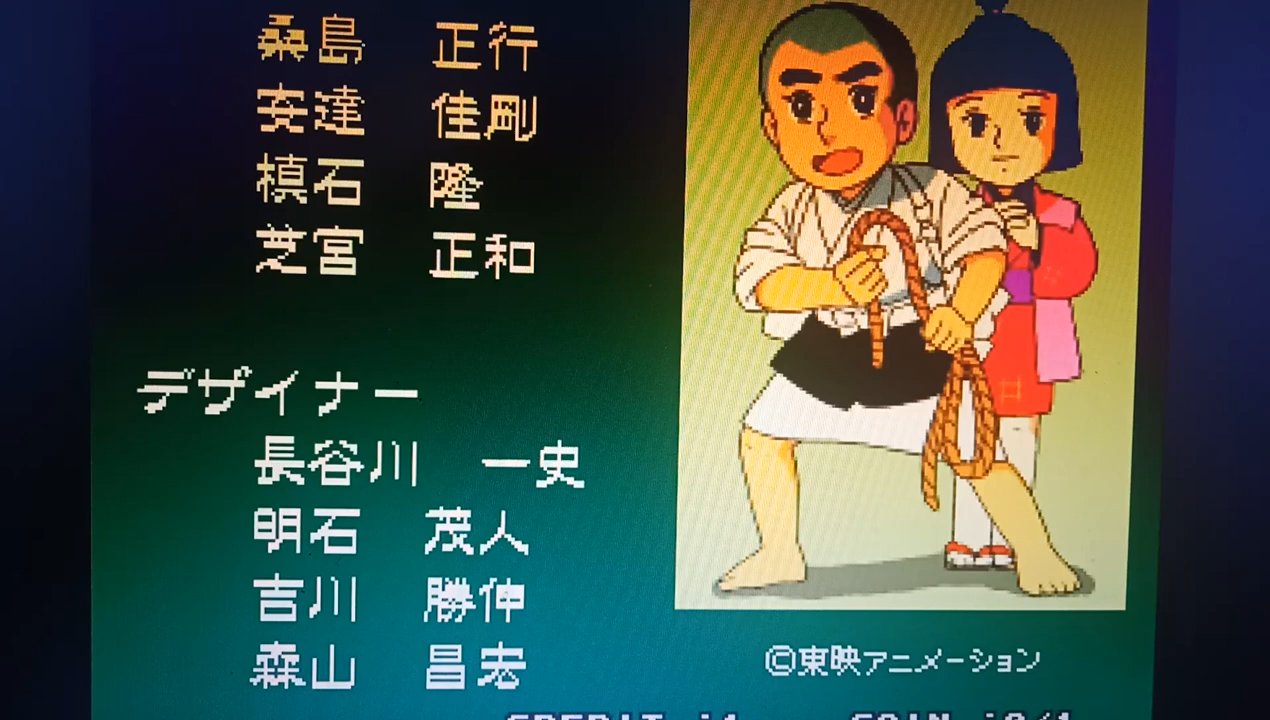 桑島 正行
安達 佳剛
槙石 隆
芝宮 正和
デザイナー
長谷川 一史
明石 茂人
吉川 勝伸
森山 昌宏
©東映アニメーション